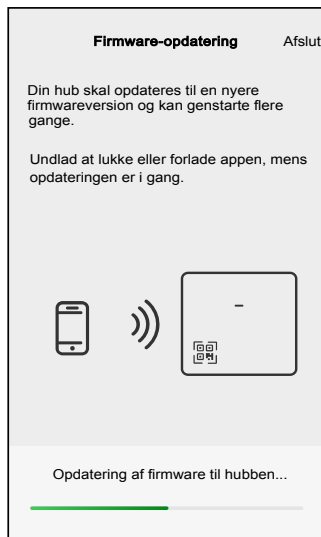 Firmware-opdatering Afslut
Din hub skal opdateres til en nyere
firmwareversion og kan genstarte flere
gange.
Undlad at lukke eller forlade appen, mens
opdateringen er i gang.
Opdatering af firmware til hubben...